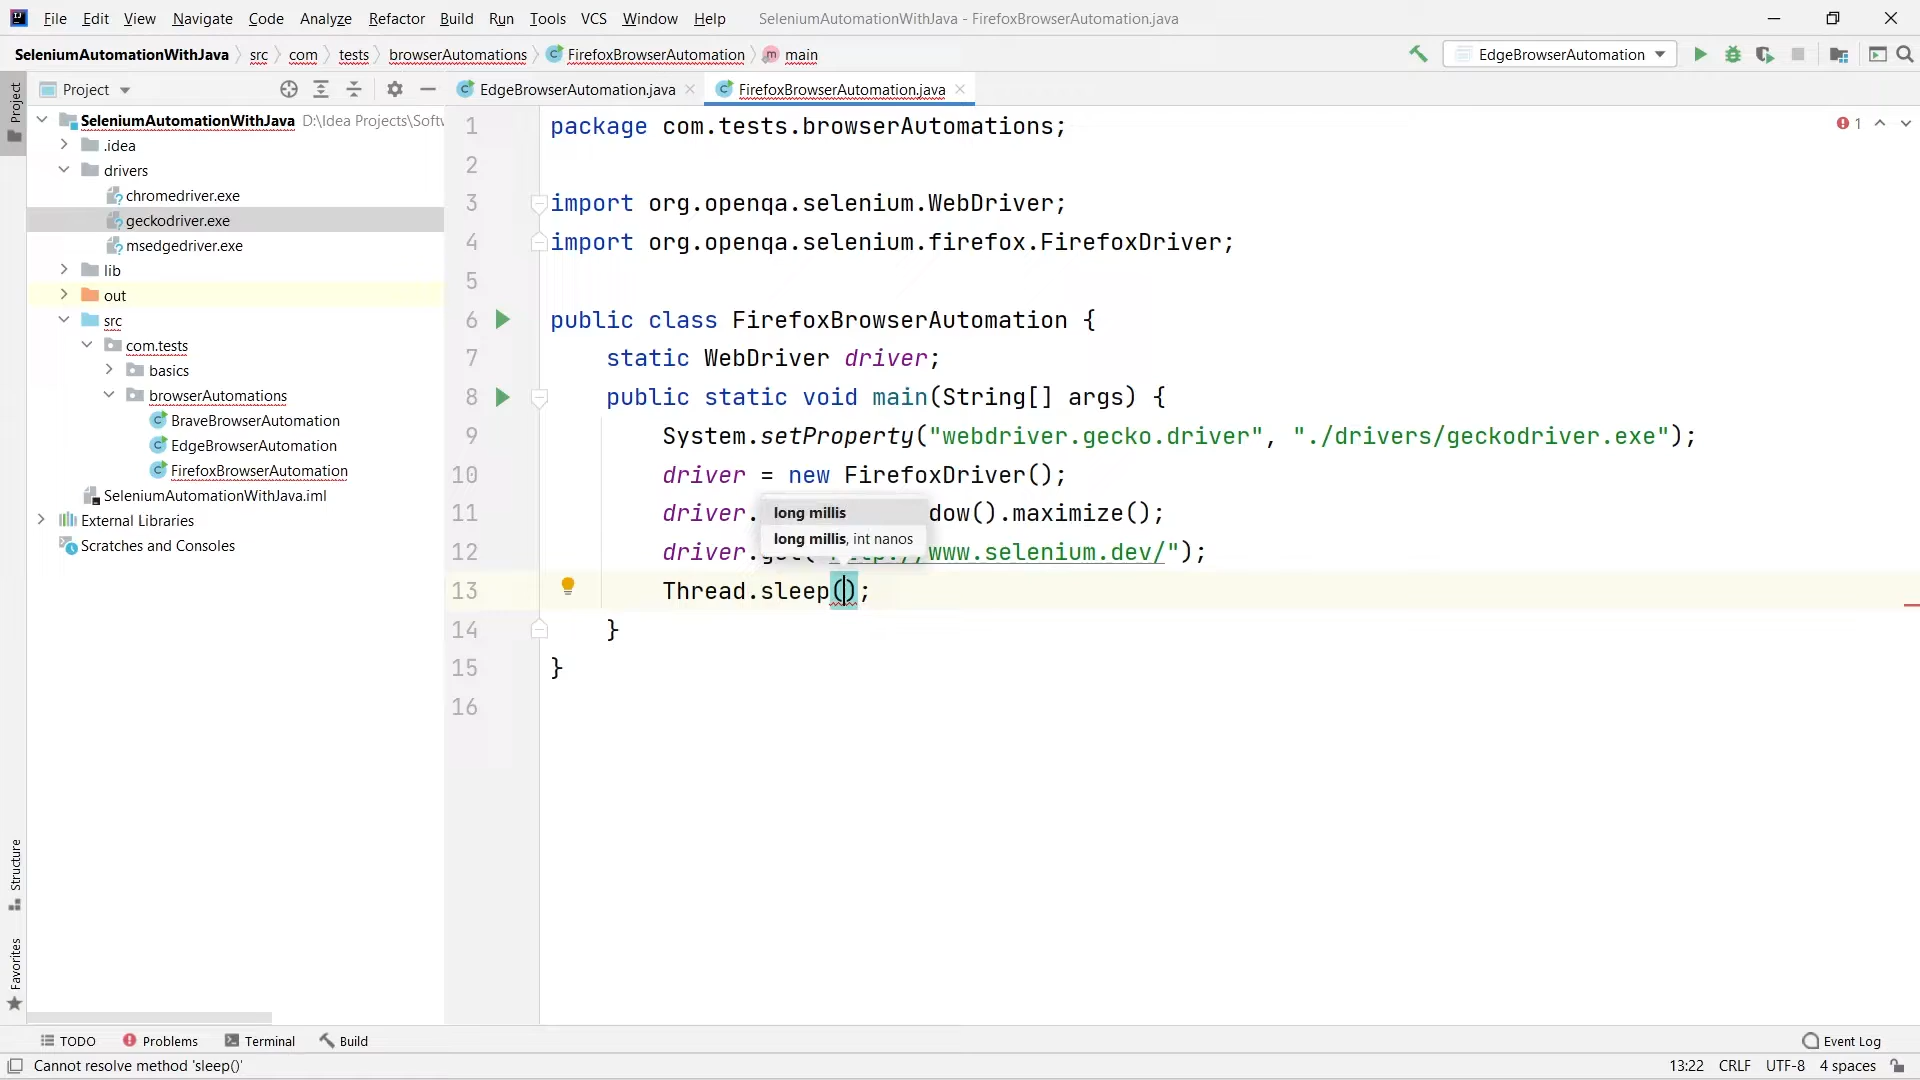 File Edit View Navigate Code Analyze Refactor Build Run Tools VCS Window Help SeleniumAutomationWithJava - FirefoxBrowserAutomation.java
SeleniumAutomationWithJava src com tests browserAutomations FirefoxBrowserAutomation main EdgeBrowserAutomation
Project
Project
EdgeBrowserAutomation.java
FirefoxBrowserAutomation.java
SeleniumAutomationWithJava D:\Idea Projects\Softw
.idea
drivers
chromedriver.exe
geckodriver.exe
msedgedriver.exe
lib
out
src
com.tests
basics
browserAutomations
BraveBrowserAutomation
EdgeBrowserAutomation
FirefoxBrowserAutomation
SeleniumAutomationWithJava.iml
External Libraries
Scratches and Consoles
1 package com.tests.browserAutomations;
1
2
3 import org.openqa.selenium.WebDriver;
4 import org.openqa.selenium.firefox.FirefoxDriver;
5
6 public class FirefoxBrowserAutomation {
7 static WebDriver driver;
8 public static void main(String[] args) {
9 System.setProperty("webdriver.gecko.driver", "./drivers/geckodriver.exe");
10 driver = new FirefoxDriver();
11 driver. dow().maximize();
long millis
long millis, int nanos
12 driver. www.selenium.dev/");
13 Thread.sleep();
14 }
15 }
16
Structure
Favorites
TODO Problems Terminal Build Event Log
Cannot resolve method 'sleep()' 13:22 CRLF UTF-8 4 spaces